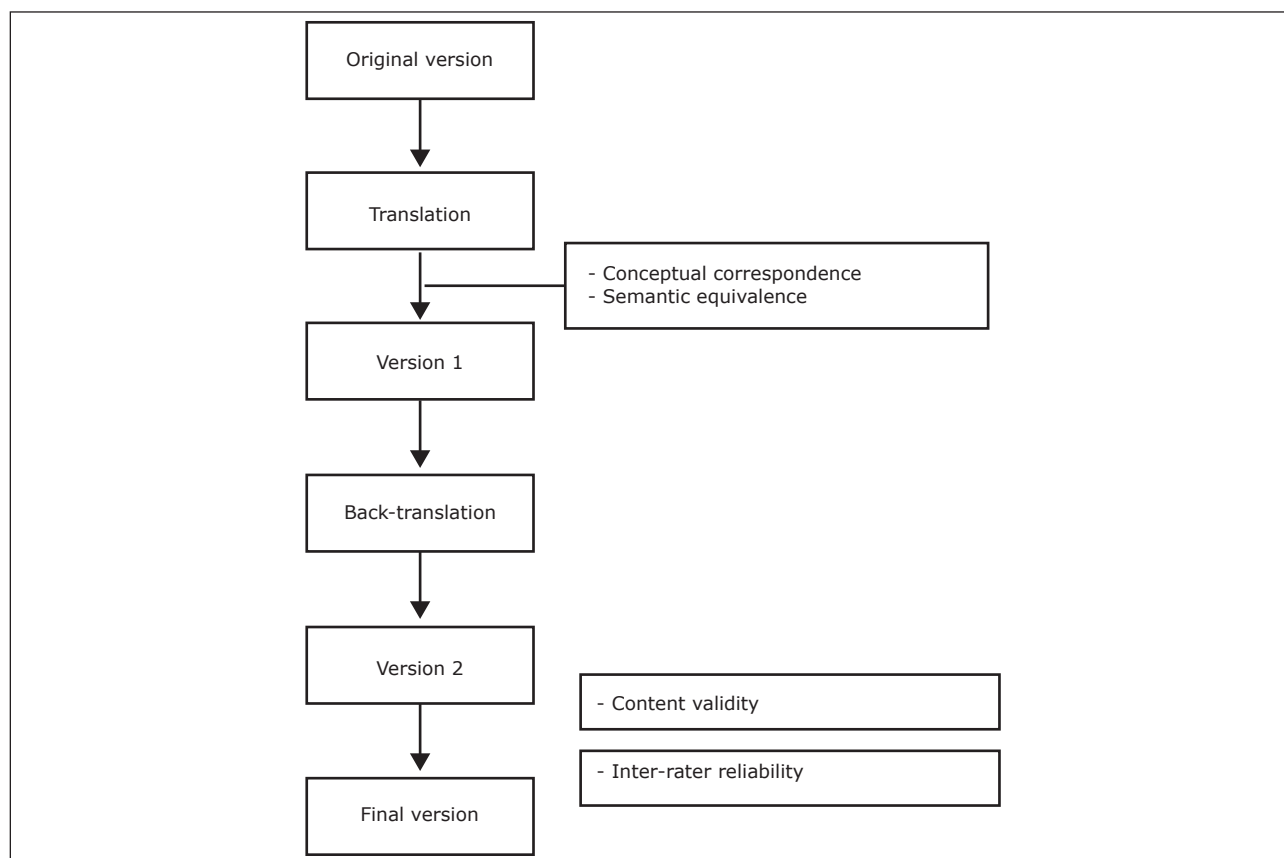 Original version
Translation
- Conceptual correspondence
- Semantic equivalence
Version 1
Back-translation
Version 2
- Content validity
- Inter-rater reliability
Final version